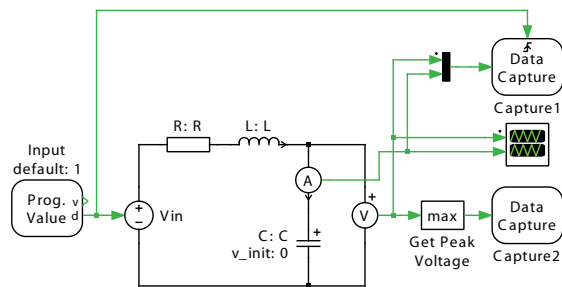 Data
Capture
Capture1
R: R
L: L
Input
default: 1
Prog.
Value
v
d
Vin
A
V
+
+
+
−
C: C
v_init: 0
max
Get Peak
Voltage
Data
Capture
Capture2